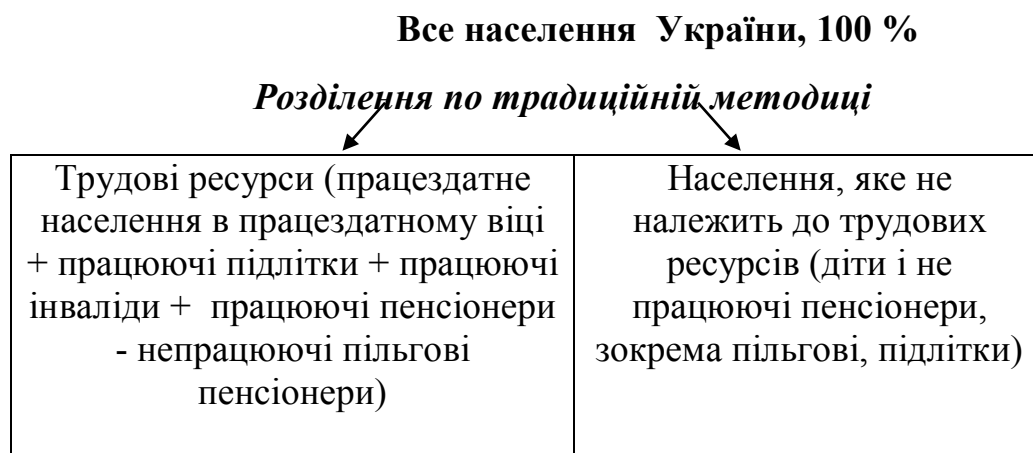 Все населення України, 100 %
Розділення по традиційній методиці
Трудові ресурси (працездатне
населення в працездатному віці
+ працюючі підлітки + працюючі
інваліди + працюючі пенсіонери
- непрацюючі пільгові
пенсіонери)
Населення, яке не
належить до трудових
ресурсів (діти і не
працюючі пенсіонери,
зокрема пільгові, підлітки)